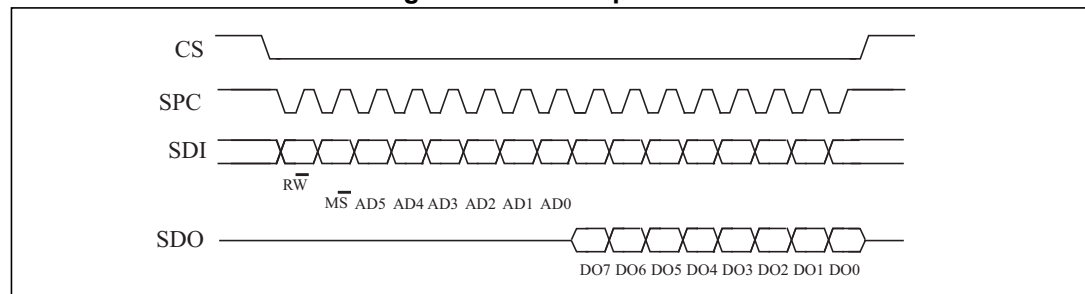 CS
SPC
SDI
RW
MS AD5 AD4 AD3 AD2 AD1 AD0
SDO
DO7 DO6 DO5 DO4 DO3 DO2 DO1 DO0